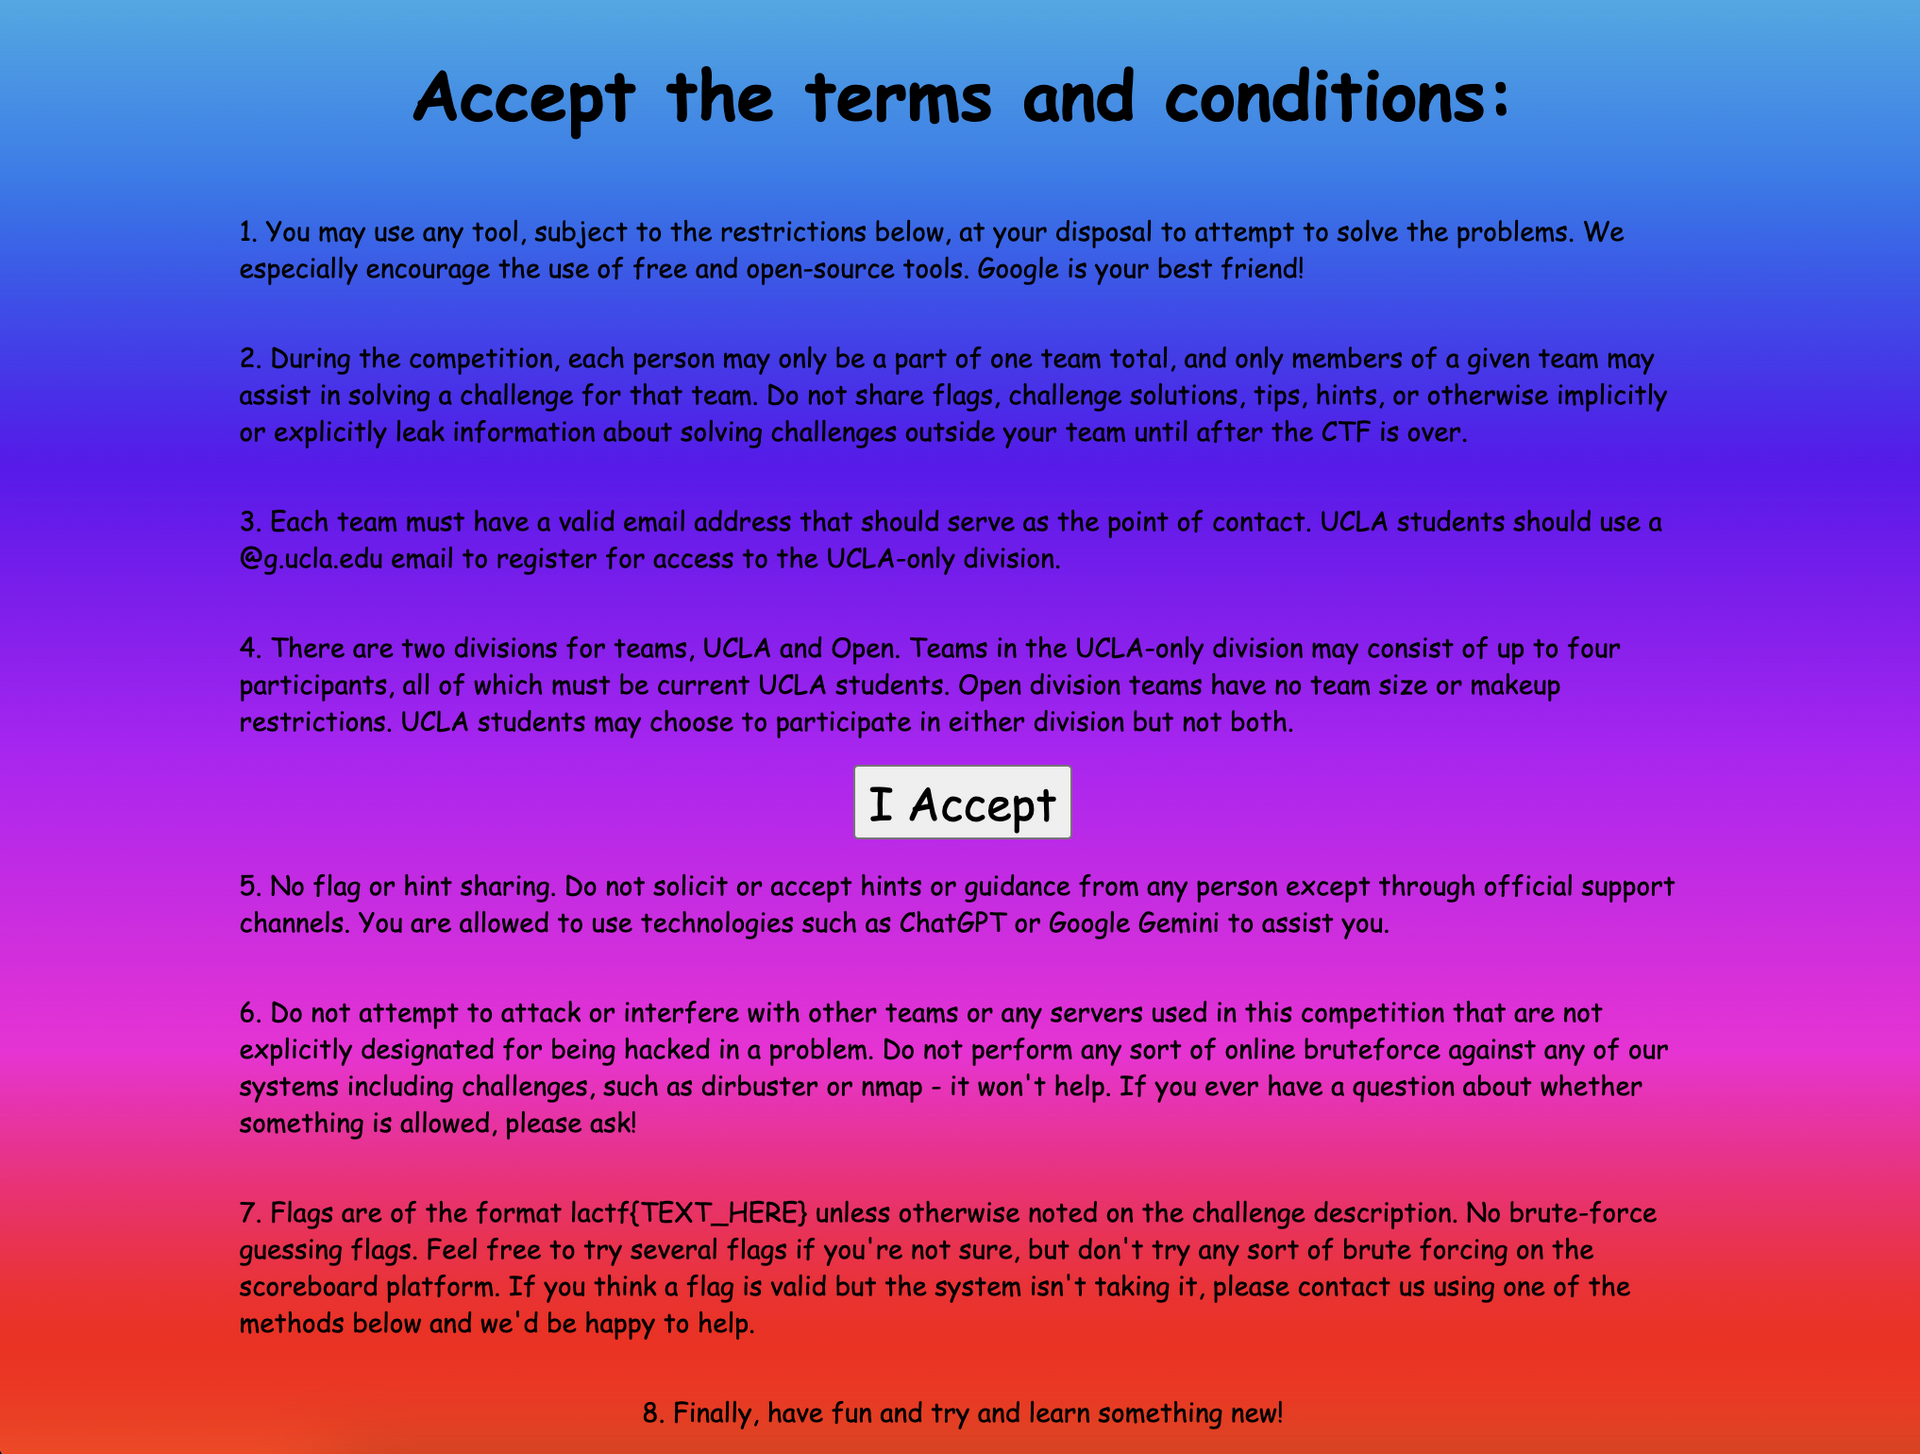 Accept the terms and conditions:
1. You may use any tool, subject to the restrictions below, at your disposal to attempt to solve the problems. We
especially encourage the use of free and open-source tools. Google is your best friend!
2. During the competition, each person may only be a part of one team total, and only members of a given team may
assist in solving a challenge for that team. Do not share flags, challenge solutions, tips, hints, or otherwise implicitly
or explicitly leak information about solving challenges outside your team until after the CTF is over.
3. Each team must have a valid email address that should serve as the point of contact. UCLA students should use a
@g.ucla.edu email to register for access to the UCLA-only division.
4. There are two divisions for teams, UCLA and Open. Teams in the UCLA-only division may consist of up to four
participants, all of which must be current UCLA students. Open division teams have no team size or makeup
restrictions. UCLA students may choose to participate in either division but not both.
I Accept
5. No flag or hint sharing. Do not solicit or accept hints or guidance from any person except through official support
channels. You are allowed to use technologies such as ChatGPT or Google Gemini to assist you.
6. Do not attempt to attack or interfere with other teams or any servers used in this competition that are not
explicitly designated for being hacked in a problem. Do not perform any sort of online bruteforce against any of our
systems including challenges, such as dirbuster or nmap - it won't help. If you ever have a question about whether
something is allowed, please ask!
7. Flags are of the format lactf{TEXT_HERE} unless otherwise noted on the challenge description. No brute-force
guessing flags. Feel free to try several flags if you're not sure, but don't try any sort of brute forcing on the
scoreboard platform. If you think a flag is valid but the system isn't taking it, please contact us using one of the
methods below and we'd be happy to help.
8. Finally, have fun and try and learn something new!